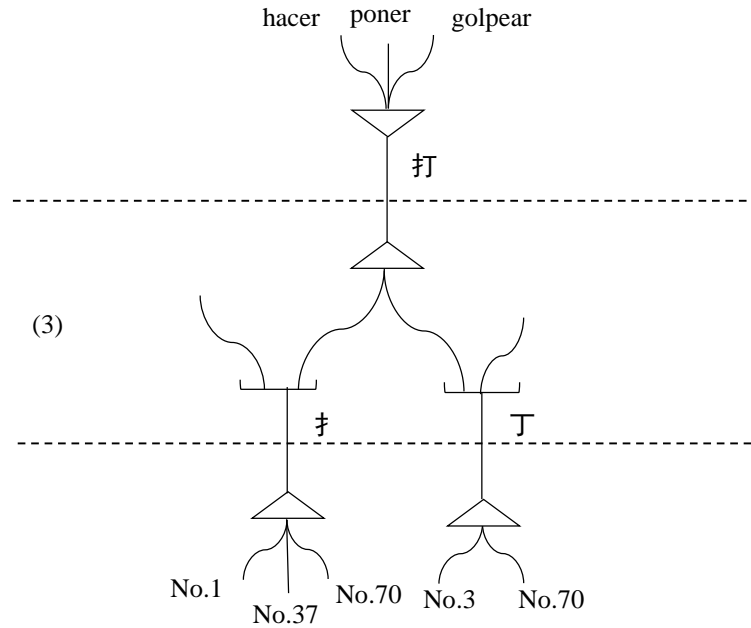 hacer poner golpear
打
(3)
扌 丁
No.1 No.37 No.70 No.3 No.70